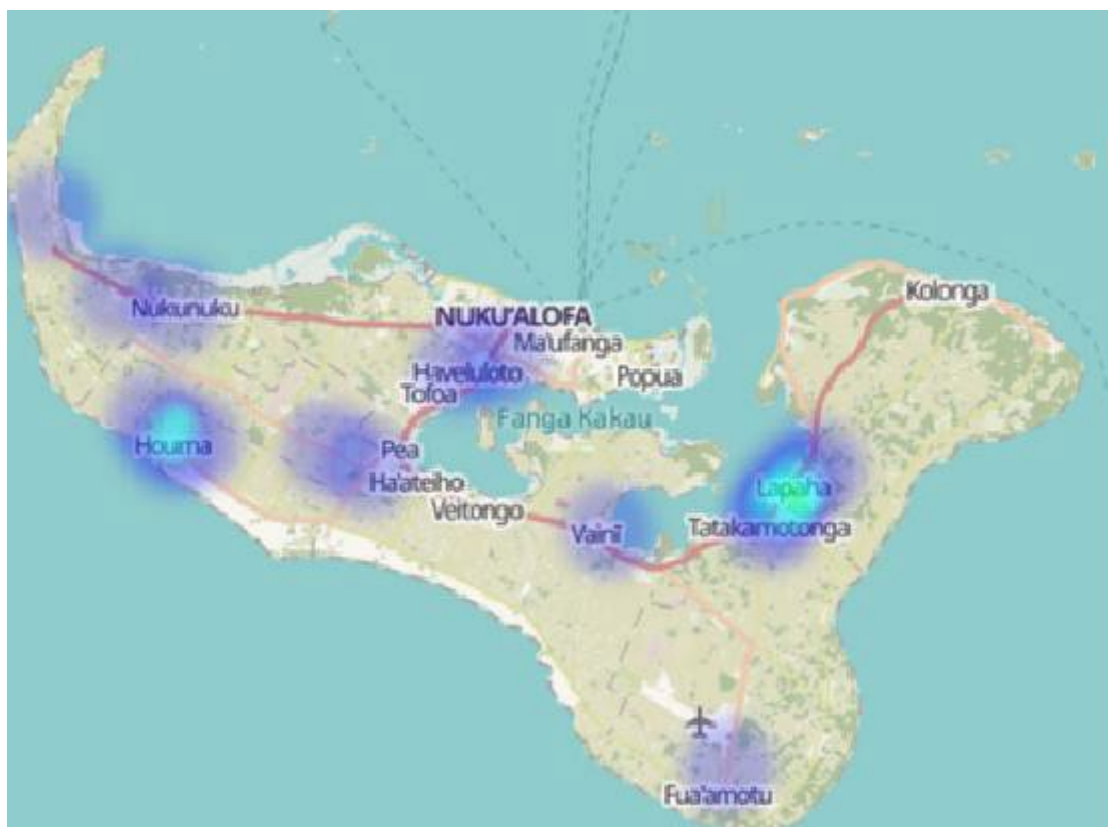 Kolonga
Nukunuku
NUKU'ALOFA
Ma'ufanga
Haveluloto
Popua
Tofoa
Fanga Kakau
Houma
Pea
Ha'ateiho
Lapaha
Veitongo
Vainī
Tatakamotonga
Fua'amotu